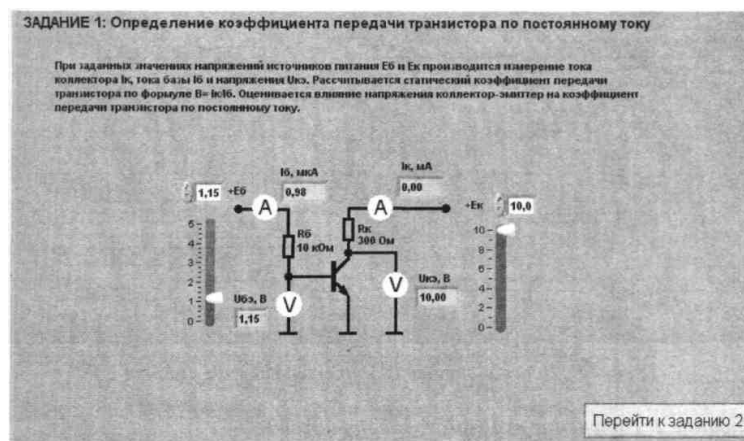 ЗАДАНИЕ 1: Определение коэффициента передачи транзистора по постоянному току
При заданных значениях напряжений источников питания Еб и Ек производится измерение тока
коллектора Iк, тока базы Iб и напряжения Uкэ. Рассчитывается статический коэффициент передачи
транзистора по формуле В= Iк/Iб. Оценивается влияние напряжения коллектор-эмиттер на коэффициент
передачи транзистора по постоянному току.
Iб, мкА
Iк, мА
1,15 +Еб
0,98
0,00
+Ек 10,0
A
A
Rб
10 кОм
Rк
300 Ом
5
4
3
2
1
0
10
8
6
4
2
0
Uбэ, В
1,15
V
V
Uкэ, В
10,00
Перейти к заданию 2